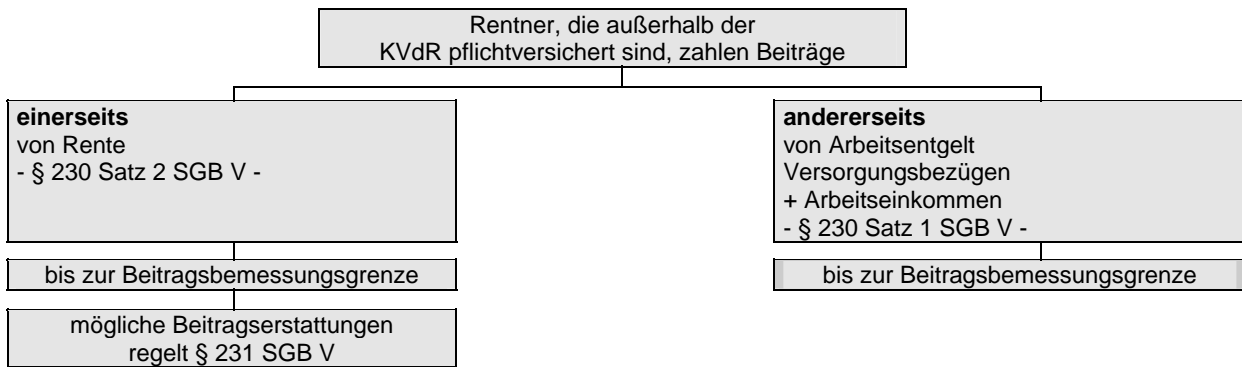 Rentner, die außerhalb der
KVdR pflichtversichert sind, zahlen Beiträge
einerseits
von Rente
- § 230 Satz 2 SGB V -
andererseits
von Arbeitsentgelt
Versorgungsbezügen
+ Arbeitseinkommen
- § 230 Satz 1 SGB V -
bis zur Beitragsbemessungsgrenze
bis zur Beitragsbemessungsgrenze
mögliche Beitragserstattungen
regelt § 231 SGB V